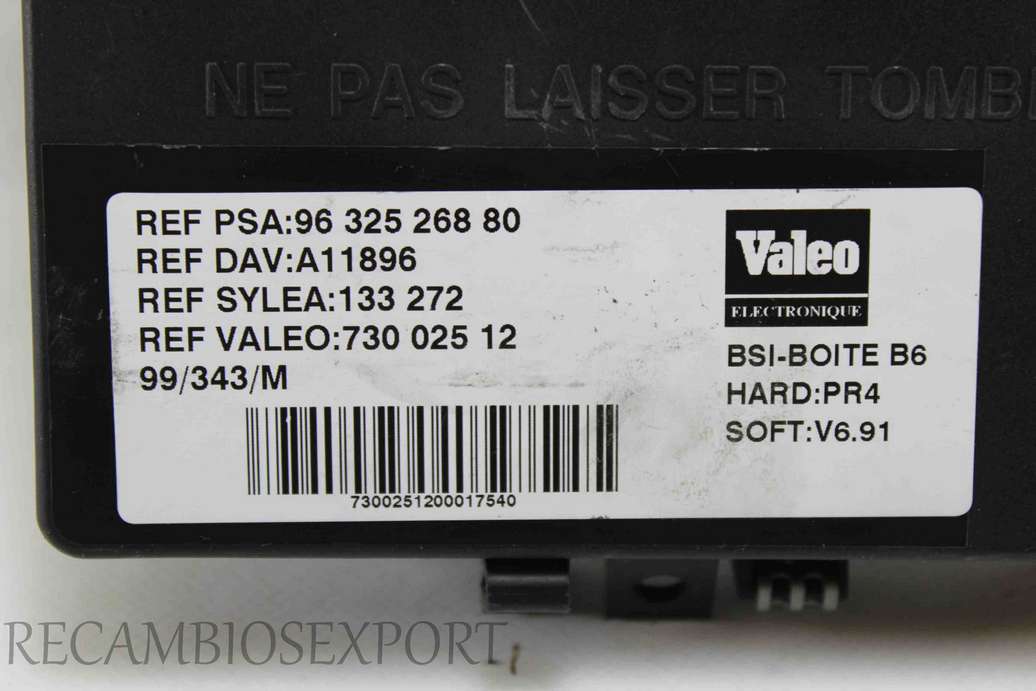 NE PAS LAISSER TOMB
REF PSA:96 325 268 80
REF DAV:A11896
REF SYLEA:133 272
REF VALEO:730 025 12
99/343/M
7300251200017540
Valeo
ELECTRONIQUE
BSI-BOITE B6
HARD:PR4
SOFT:V6.91
RECAMBIOSEXPORT